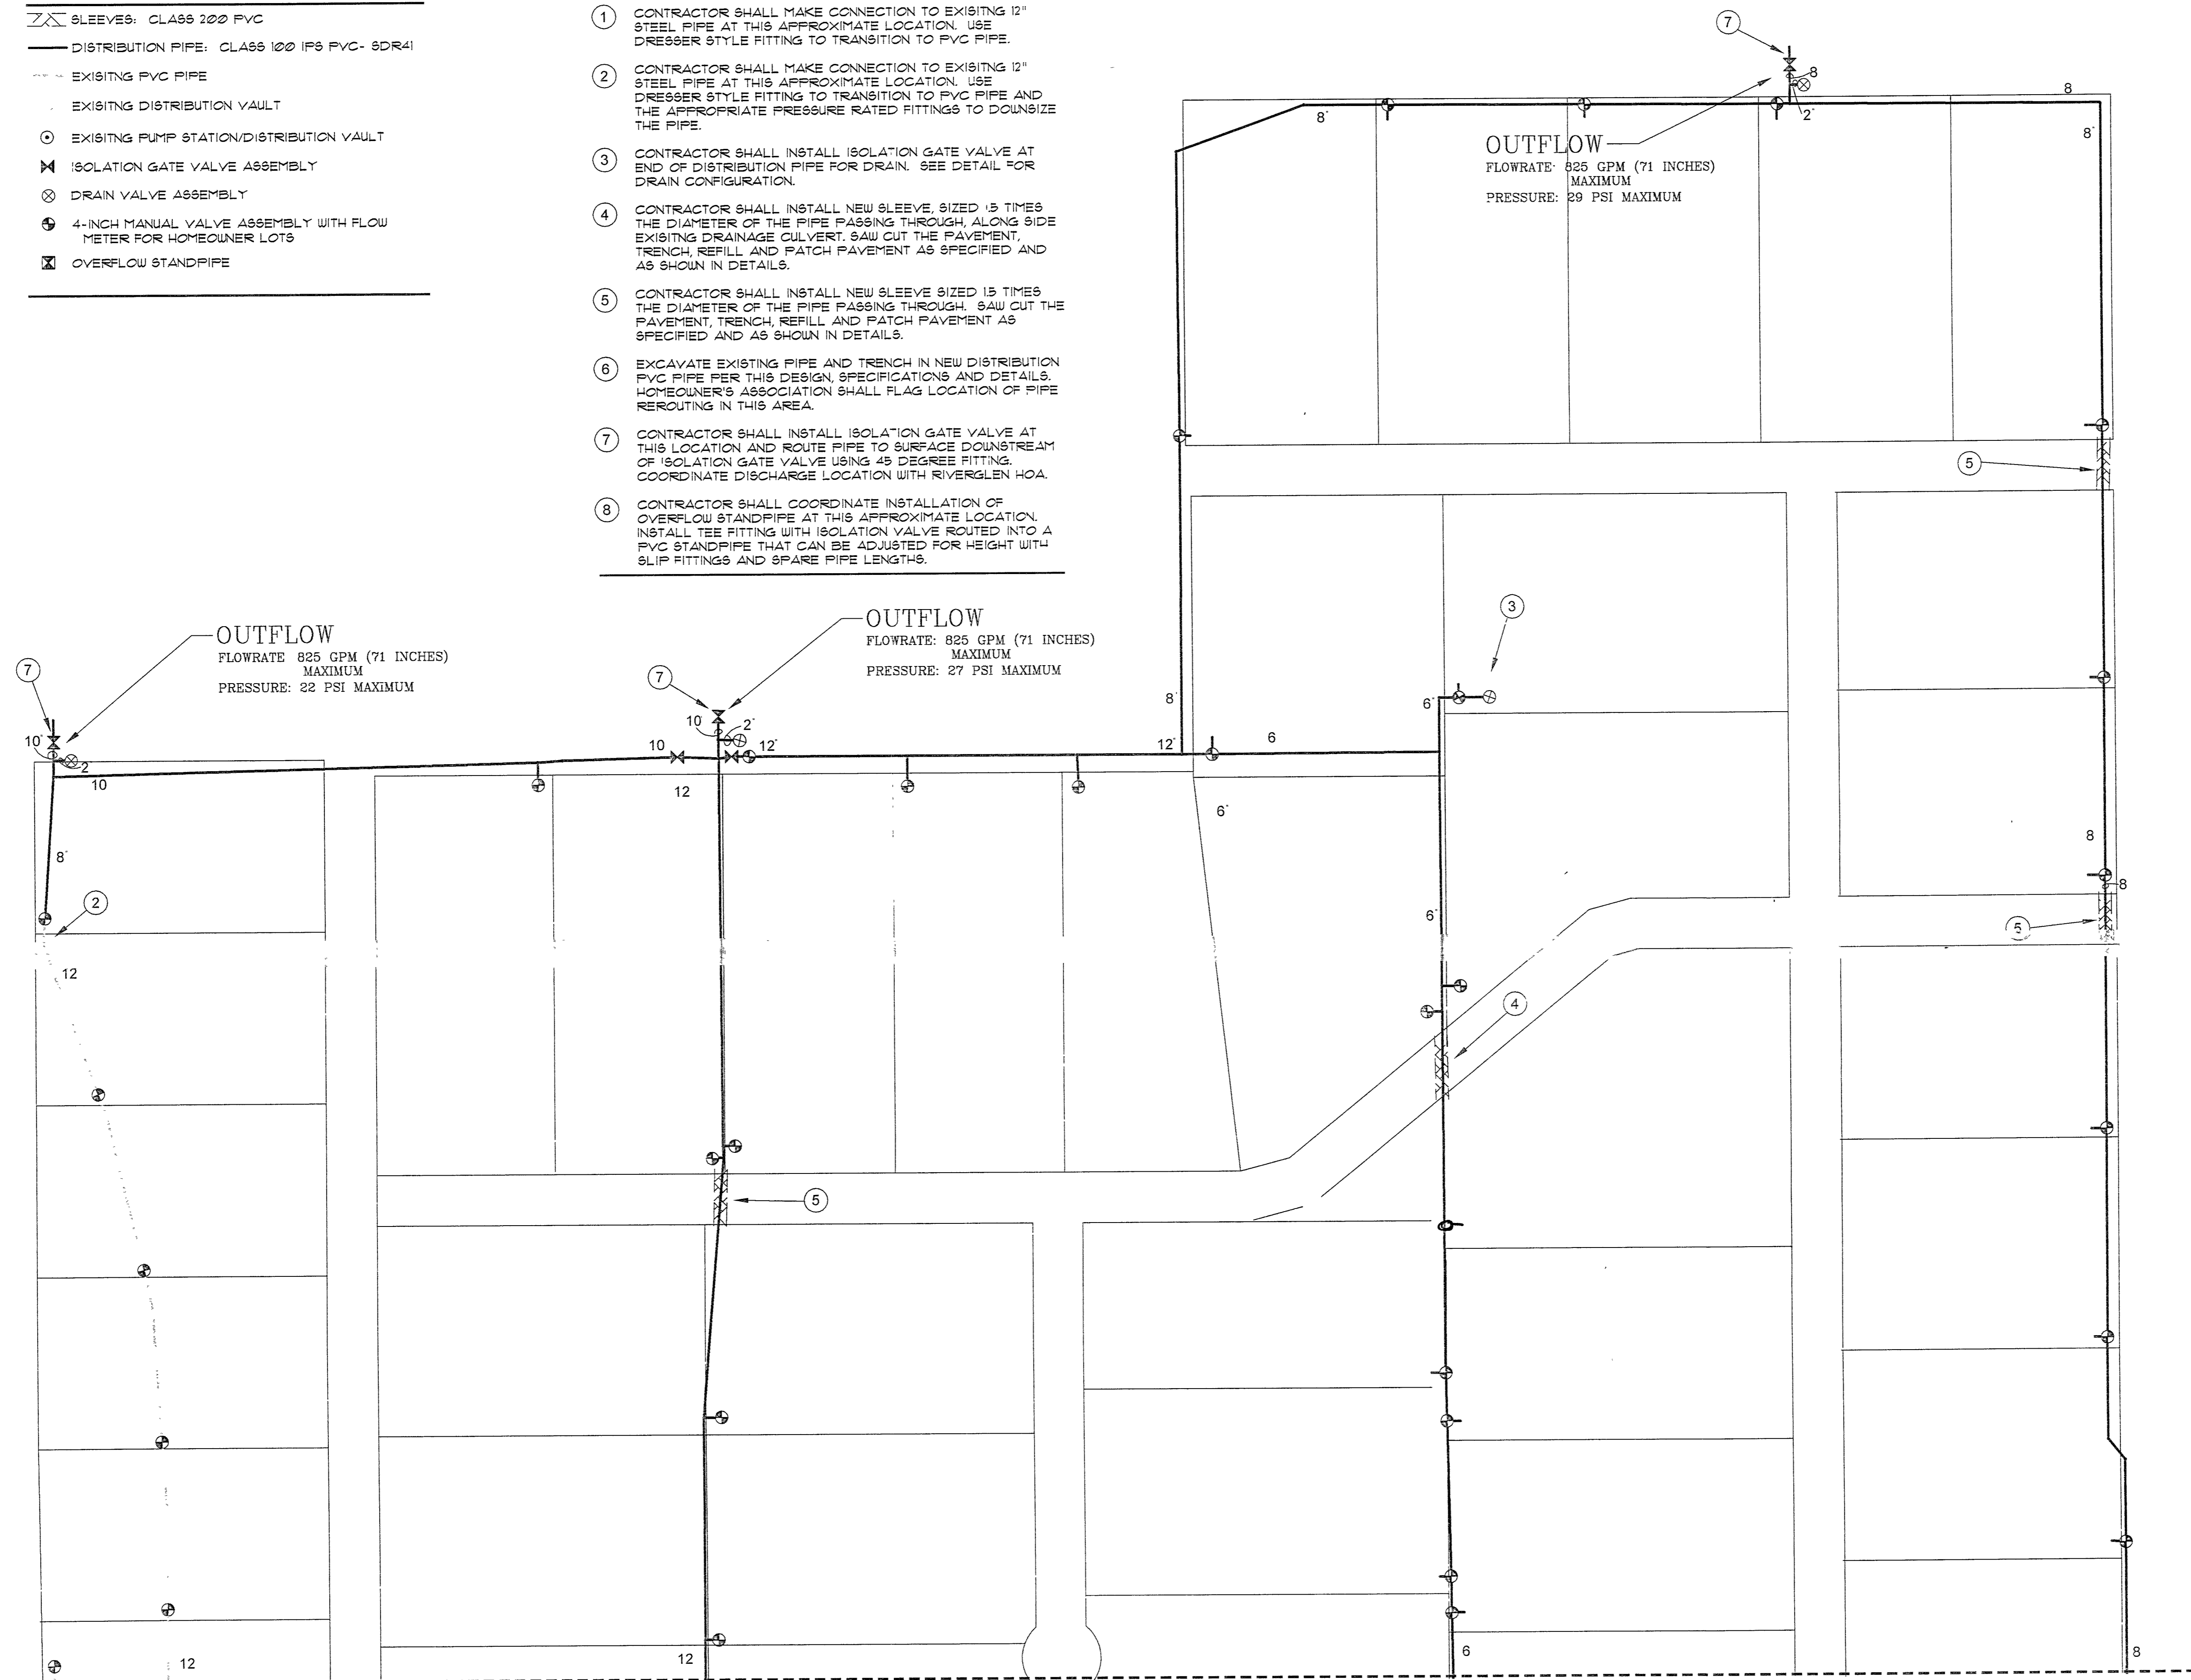 SLEEVES: CLASS 200 PVC
DISTRIBUTION PIPE: CLASS 100 IPS PVC- SDR41
EXISITNG PVC PIPE
EXISITNG DISTRIBUTION VAULT
EXISITNG PUMP STATION/DISTRIBUTION VAULT
ISOLATION GATE VALVE ASSEMBLY
DRAIN VALVE ASSEMBLY
4-INCH MANUAL VALVE ASSEMBLY WITH FLOW
METER FOR HOMEOWNER LOTS
OVERFLOW STANDPIPE
1 CONTRACTOR SHALL MAKE CONNECTION TO EXISITNG 12"
STEEL PIPE AT THIS APPROXIMATE LOCATION. USE
DRESSER STYLE FITTING TO TRANSITION TO PVC PIPE.
2 CONTRACTOR SHALL MAKE CONNECTION TO EXISITNG 12"
STEEL PIPE AT THIS APPROXIMATE LOCATION. USE
DRESSER STYLE FITTING TO TRANSITION TO PVC PIPE AND
THE APPROPRIATE PRESSURE RATED FITTINGS TO DOWNSIZE
THE PIPE.
3 CONTRACTOR SHALL INSTALL ISOLATION GATE VALVE AT
END OF DISTRIBUTION PIPE FOR DRAIN. SEE DETAIL FOR
DRAIN CONFIGURATION.
4 CONTRACTOR SHALL INSTALL NEW SLEEVE, SIZED 1.5 TIMES
THE DIAMETER OF THE PIPE PASSING THROUGH, ALONG SIDE
EXISITNG DRAINAGE CULVERT. SAW CUT THE PAVEMENT,
TRENCH, REFILL AND PATCH PAVEMENT AS SPECIFIED AND
AS SHOWN IN DETAILS.
5 CONTRACTOR SHALL INSTALL NEW SLEEVE SIZED 1.5 TIMES
THE DIAMETER OF THE PIPE PASSING THROUGH. SAW CUT THE
PAVEMENT, TRENCH, REFILL AND PATCH PAVEMENT AS
SPECIFIED AND AS SHOWN IN DETAILS.
6 EXCAVATE EXISTING PIPE AND TRENCH IN NEW DISTRIBUTION
PVC PIPE PER THIS DESIGN, SPECIFICATIONS AND DETAILS.
HOMEOWNER'S ASSOCIATION SHALL FLAG LOCATION OF PIPE
REROUTING IN THIS AREA.
7 CONTRACTOR SHALL INSTALL ISOLATION GATE VALVE AT
THIS LOCATION AND ROUTE PIPE TO SURFACE DOWNSTREAM
OF ISOLATION GATE VALVE USING 45 DEGREE FITTING.
COORDINATE DISCHARGE LOCATION WITH RIVERGLEN HOA.
8 CONTRACTOR SHALL COORDINATE INSTALLATION OF
OVERFLOW STANDPIPE AT THIS APPROXIMATE LOCATION.
INSTALL TEE FITTING WITH ISOLATION VALVE ROUTED INTO A
PVC STANDPIPE THAT CAN BE ADJUSTED FOR HEIGHT WITH
SLIP FITTINGS AND SPARE PIPE LENGTHS.
7
8
2"
8"
8
8"
OUTFLOW
FLOWRATE: 825 GPM (71 INCHES)
MAXIMUM
PRESSURE: 29 PSI MAXIMUM
5
3
OUTFLOW
FLOWRATE 825 GPM (71 INCHES)
MAXIMUM
PRESSURE: 22 PSI MAXIMUM
7
10"
2
10
8"
2
12
OUTFLOW
FLOWRATE: 825 GPM (71 INCHES)
MAXIMUM
PRESSURE: 27 PSI MAXIMUM
7
10"
2"
10
12"
12
8"
12"
6
6"
6"
6"
8
8
5
4
5
12
12
6
8